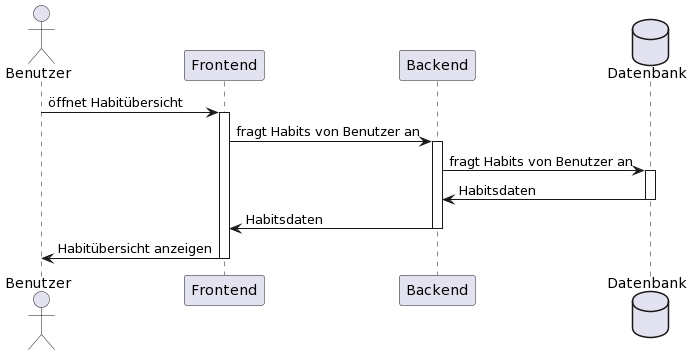 Benutzer
Frontend
Backend
Datenbank
öffnet Habitübersicht
fragt Habits von Benutzer an
fragt Habits von Benutzer an
Habitsdaten
Habitsdaten
Habitübersicht anzeigen
Benutzer
Frontend
Backend
Datenbank